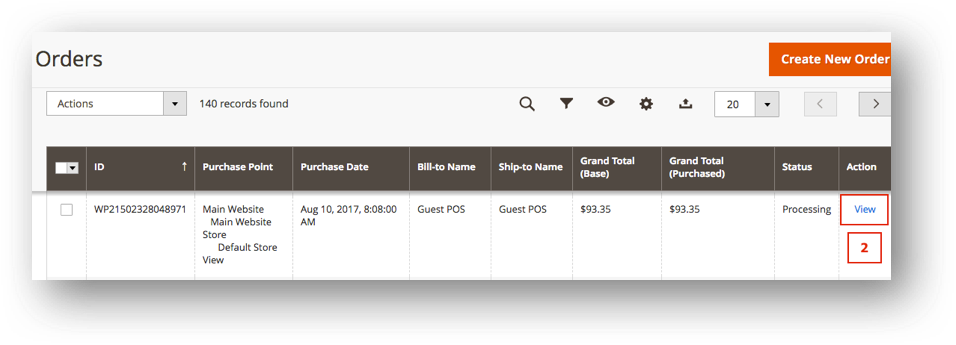 Orders
Create New Order
Actions
140 records found
20
ID
Purchase Point
Purchase Date
Bill-to Name
Ship-to Name
Grand Total
(Base)
Grand Total
(Purchased)
Status
Action
WP21502328048971
Main Website
Main Website
Store
Default Store
View
Aug 10, 2017, 8:08:00
AM
Guest POS
Guest POS
$93.35
$93.35
Processing
View
2